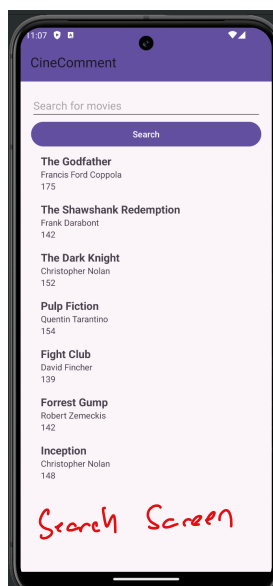 11:07
CineComment
Search for movies
Search
The Godfather
Francis Ford Coppola
175
The Shawshank Redemption
Frank Darabont
142
The Dark Knight
Christopher Nolan
152
Pulp Fiction
Quentin Tarantino
154
Fight Club
David Fincher
139
Forrest Gump
Robert Zemeckis
142
Inception
Christopher Nolan
148
Search Screen